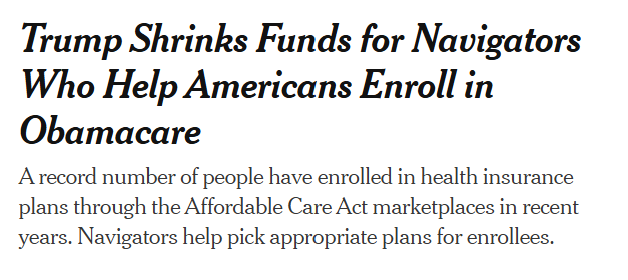 Trump Shrinks Funds for Navigators
Who Help Americans Enroll in
Obamacare
A record number of people have enrolled in health insurance
plans through the Affordable Care Act marketplaces in recent
years. Navigators help pick appropriate plans for enrollees.